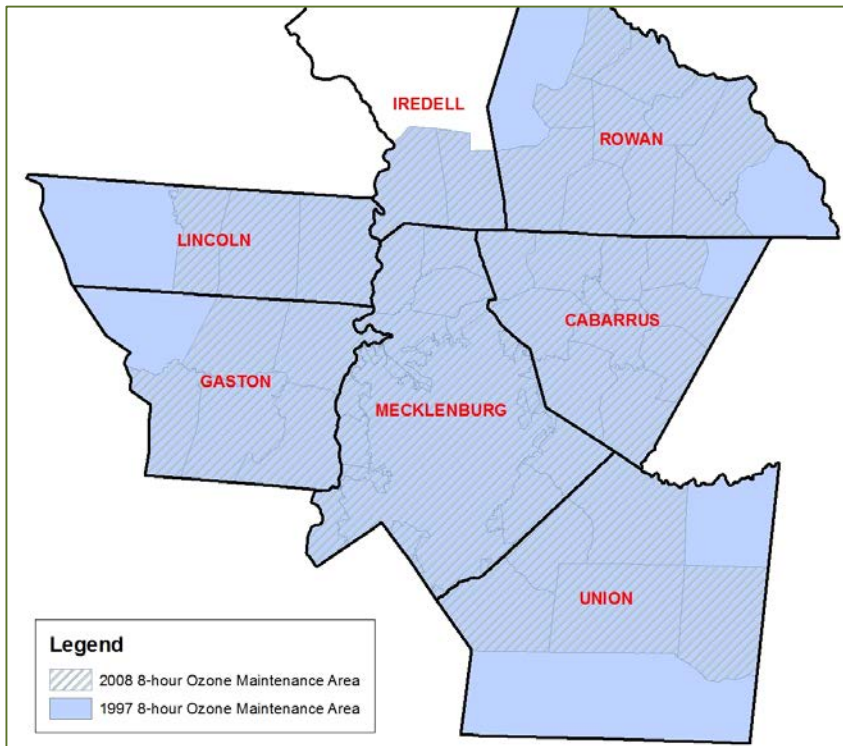 IREDELL
ROWAN
LINCOLN
CABARRUS
GASTON
MECKLENBURG
UNION
Legend
2008 8-hour Ozone Maintenance Area
1997 8-hour Ozone Maintenance Area